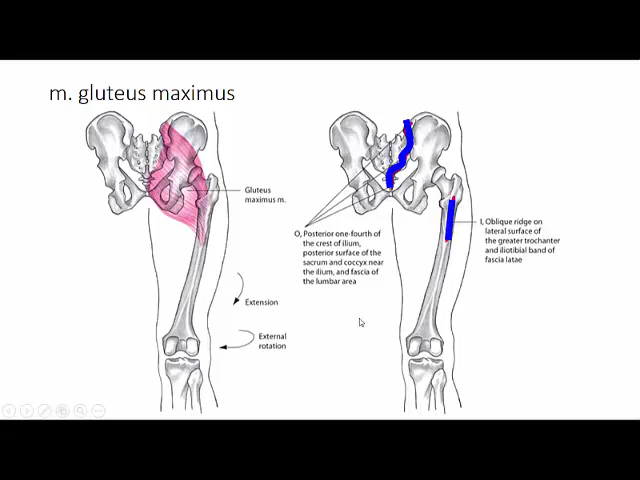 m. gluteus maximus
Gluteus
maximus m.
Extension
External
rotation
O, Posterior one-fourth of
the crest of ilium,
posterior surface of the
sacrum and coccyx near
the ilium, and fascia of
the lumbar area
I, Oblique ridge on
lateral surface of
the greater trochanter
and iliotibial band of
fascia latae